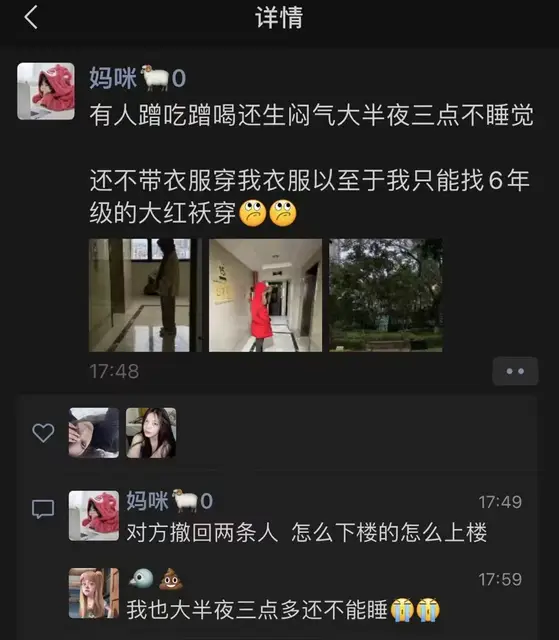 详情
妈咪🐏0
有人蹭吃蹭喝还生闷气大半夜三点不睡觉
还不带衣服穿我衣服以至于我只能找6年
级的大红袄穿🙄🙄
17:48
妈咪🐏0
17:49
对方撤回两条人 怎么下楼的怎么上楼
🐏💩
17:59
我也大半夜三点多还不能睡😭😭